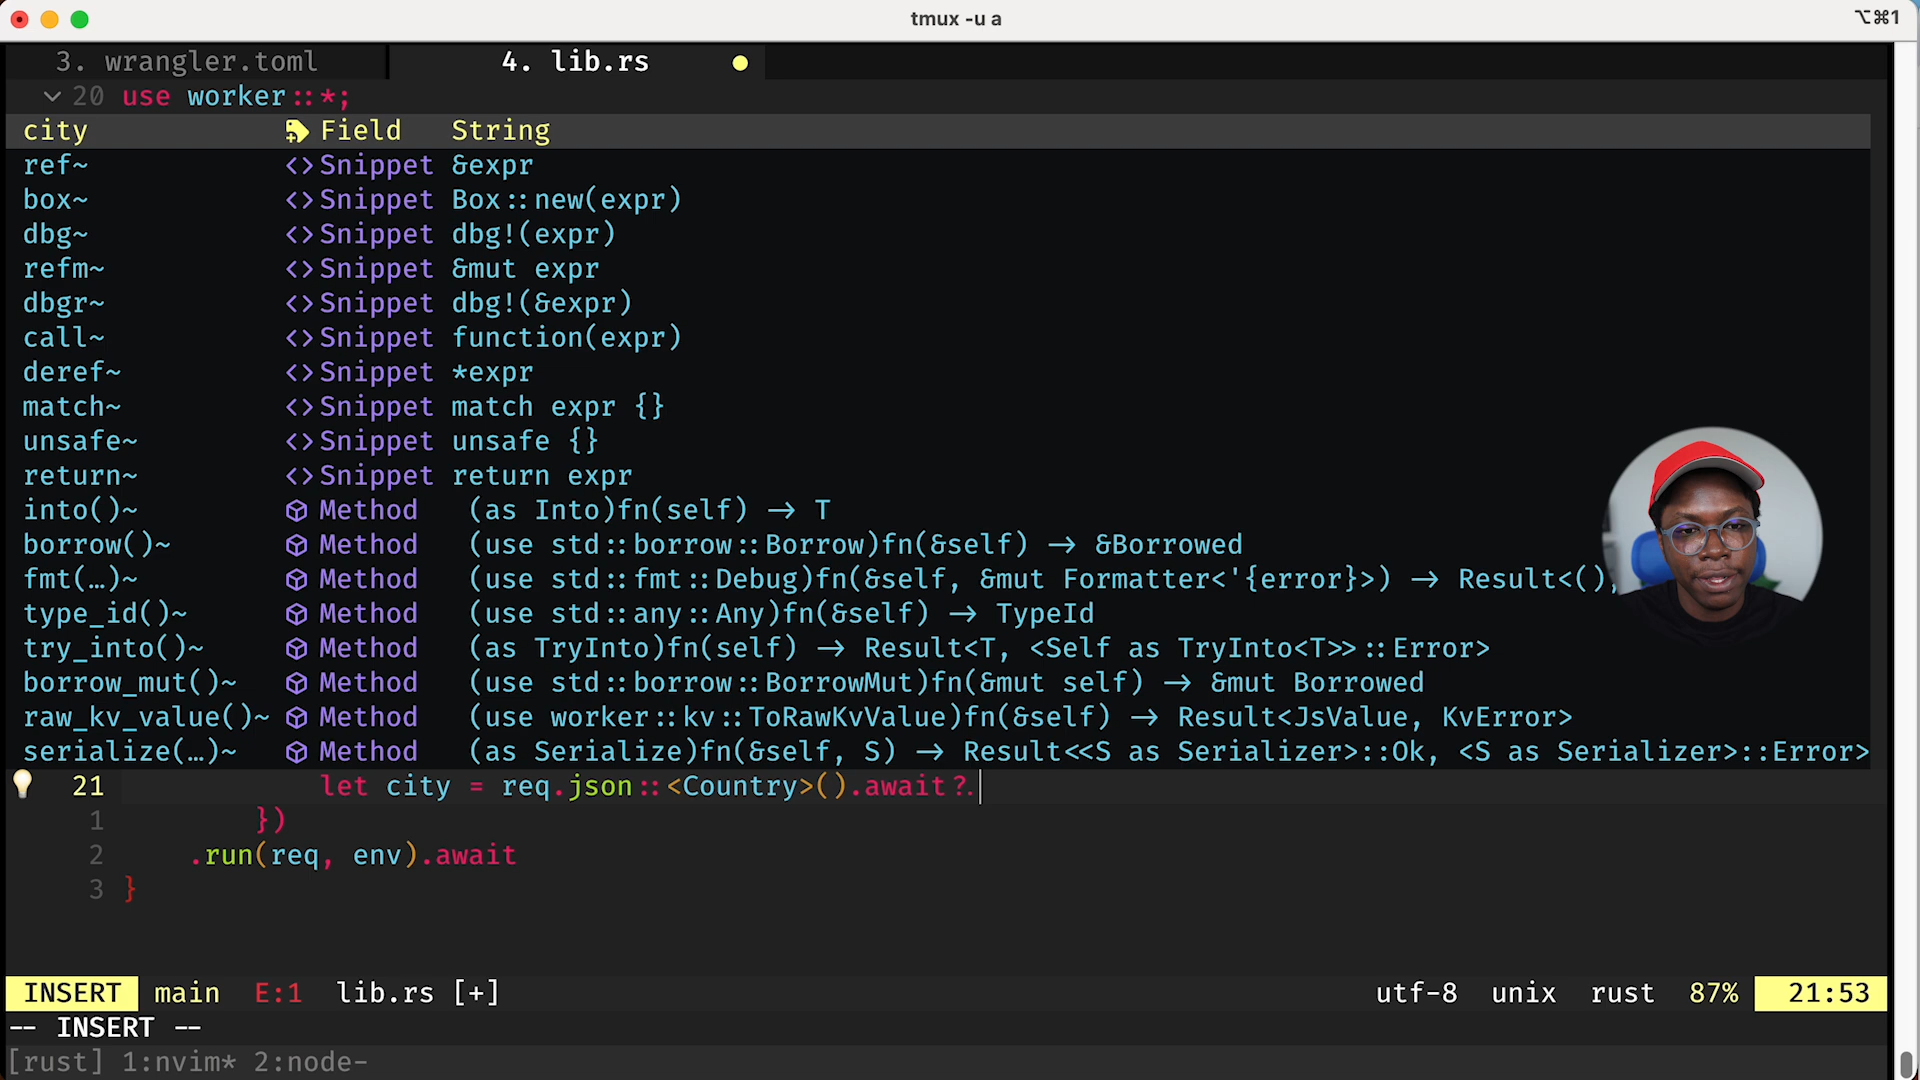 tmux -u a
⌥⌘1
3. wrangler.toml
4. lib.rs
20 use worker::*;
city Field String
ref~ <> Snippet &expr
box~ <> Snippet Box::new(expr)
dbg~ <> Snippet dbg!(expr)
refm~ <> Snippet &mut expr
dbgr~ <> Snippet dbg!(&expr)
call~ <> Snippet function(expr)
deref~ <> Snippet *expr
match~ <> Snippet match expr {}
unsafe~ <> Snippet unsafe {}
return~ <> Snippet return expr
into()~ Method (as Into)fn(self) → T
borrow()~ Method (use std::borrow::Borrow)fn(&self) → &Borrowed
fmt(…)~ Method (use std::fmt::Debug)fn(&self, &mut Formatter<'{error}>) → Result<(),
type_id()~ Method (use std::any::Any)fn(&self) → TypeId
try_into()~ Method (as TryInto)fn(self) → Result<T, <Self as TryInto<T>>::Error>
borrow_mut()~ Method (use std::borrow::BorrowMut)fn(&mut self) → &mut Borrowed
raw_kv_value()~ Method (use worker::kv::ToRawKvValue)fn(&self) → Result<JsValue, KvError>
serialize(…)~ Method (as Serialize)fn(&self, S) → Result<<S as Serializer>::Ok, <S as Serializer>::Error>
21 let city = req.json::<Country>().await?.
1 })
2 .run(req, env).await
3 }
INSERT main E:1 lib.rs [+] utf-8 unix rust 87% 21:53
-- INSERT --
[rust] 1:nvim* 2:node-